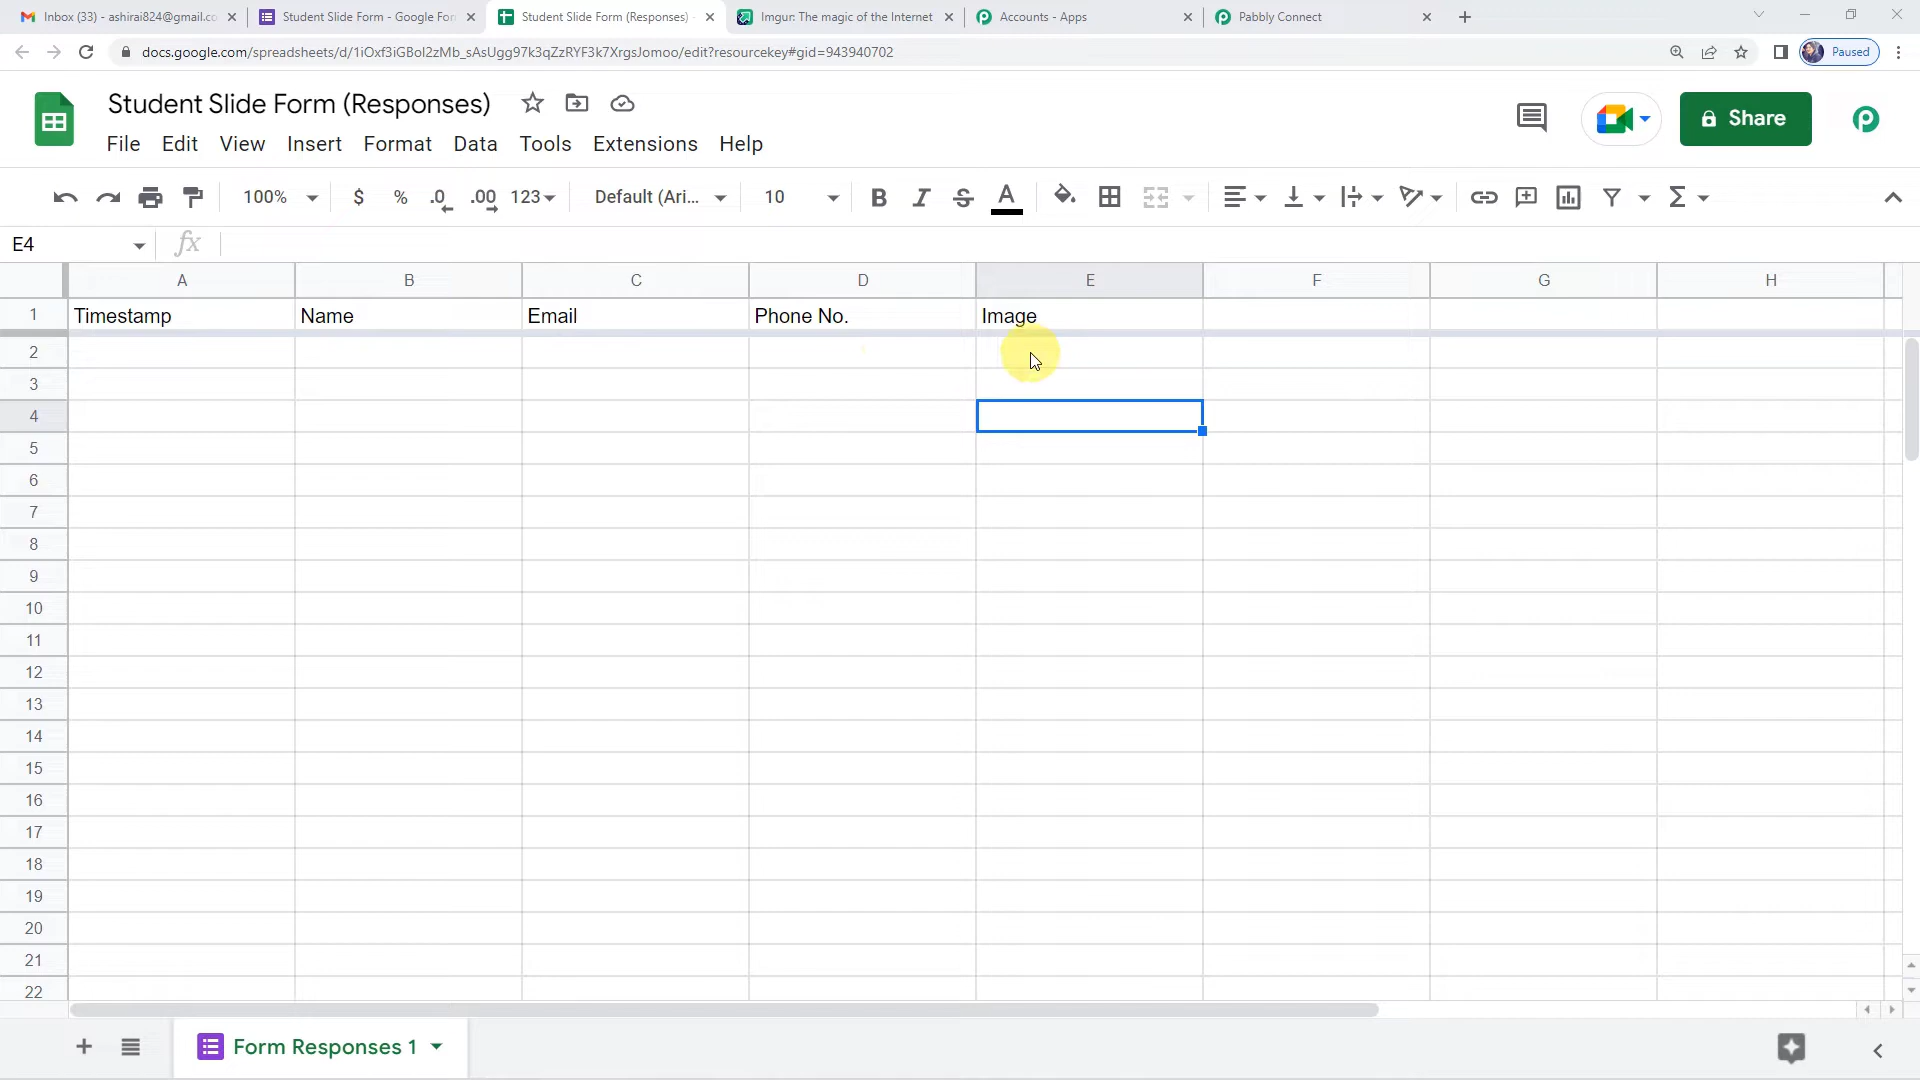 Inbox (33) - ashirai824@gmail.co
Student Slide Form - Google For
Student Slide Form (Responses) -
Imgur: The magic of the Internet
Accounts - Apps
Pabbly Connect
docs.google.com/spreadsheets/d/1iOxf3iGBol2zMb_sAsUgg97k3qZzRYF3k7XrgsJomoo/edit?resourcekey#gid=943940702
Paused
Student Slide Form (Responses)
File Edit View Insert Format Data Tools Extensions Help
Share
100% $ % .0 .00 123 Default (Ari... 10 B I S A
E4 fx
A B C D E F G H
1 Timestamp Name Email Phone No. Image
2
3
4
5
6
7
8
9
10
11
12
13
14
15
16
17
18
19
20
21
22
Form Responses 1